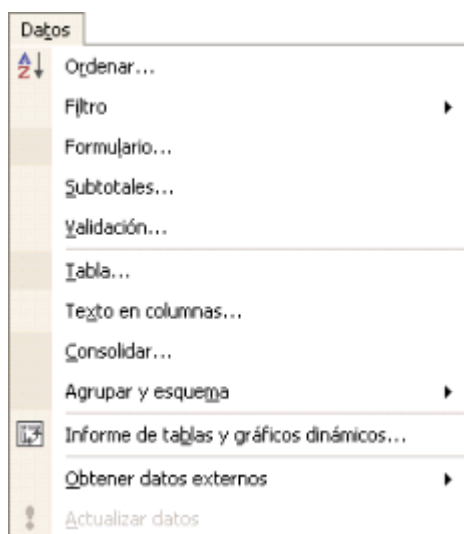 Datos
Ordenar...
Filtro
Formulario...
Subtotales...
Validación...
Tabla...
Texto en columnas...
Consolidar...
Agrupar y esquema
Informe de tablas y gráficos dinámicos...
Obtener datos externos
Actualizar datos